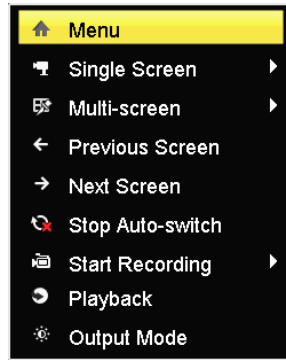 Menu
Single Screen
Multi-screen
Previous Screen
Next Screen
Stop Auto-switch
Start Recording
Playback
Output Mode